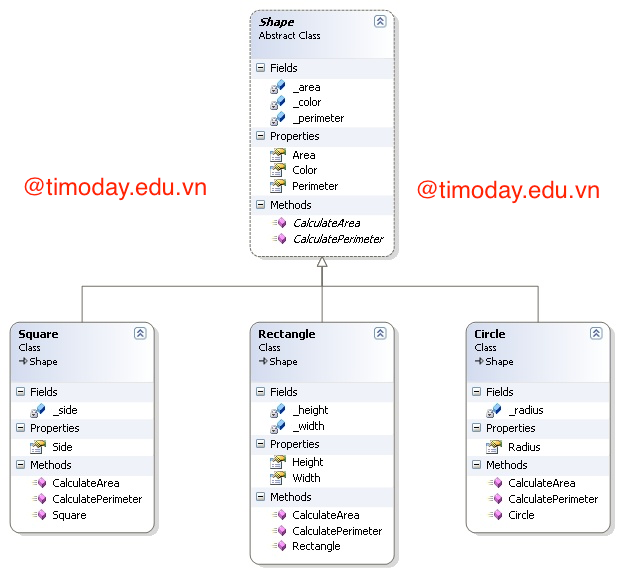 Shape
Abstract Class
Fields
_area
_color
_perimeter
Properties
Area
Color
Perimeter
Methods
CalculateArea
CalculatePerimeter
@timoday.edu.vn
@timoday.edu.vn
Square
Class
Shape
Fields
_side
Properties
Side
Methods
CalculateArea
CalculatePerimeter
Square
Rectangle
Class
Shape
Fields
_height
_width
Properties
Height
Width
Methods
CalculateArea
CalculatePerimeter
Rectangle
Circle
Class
Shape
Fields
_radius
Properties
Radius
Methods
CalculateArea
CalculatePerimeter
Circle